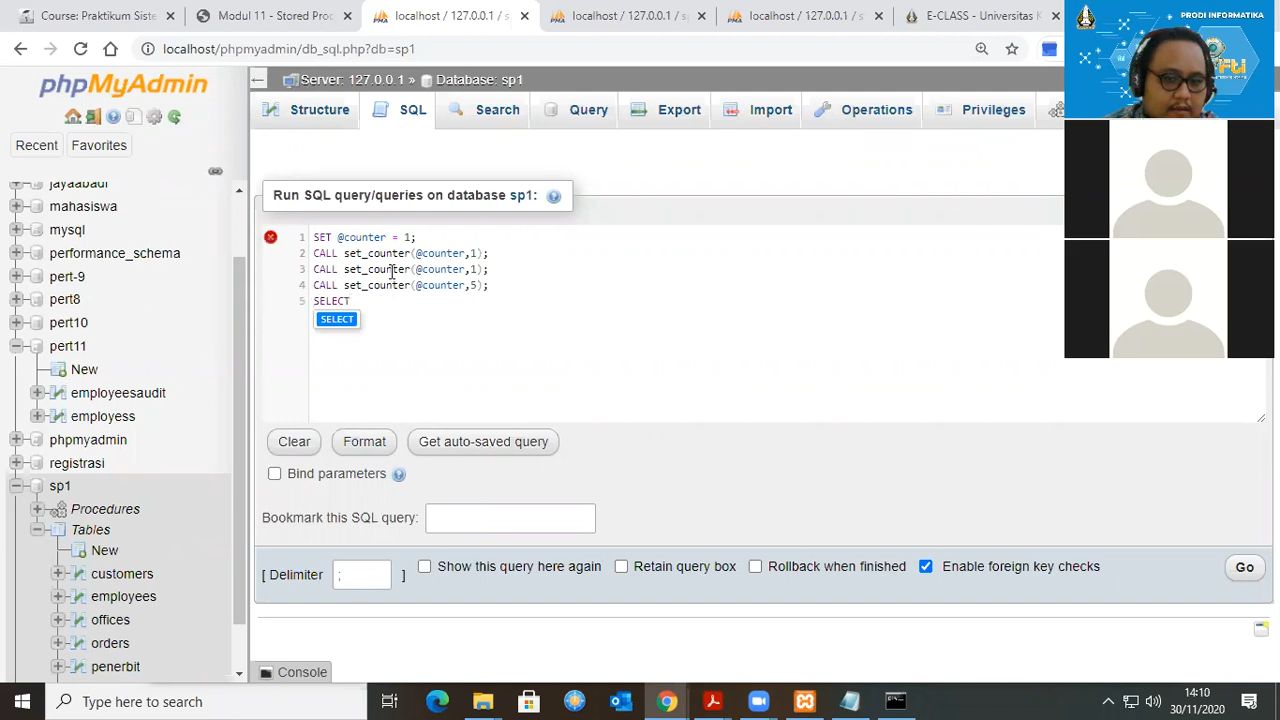 Course: Praktikum Siste
Modul 11 - Stored Proc
localhost / 127.0.0.1 / sp1
localhost / 127.0.0.1 / sp
localhost / 127.0.0.1 / s
E-CLASS - Universitas K
localhost/phpmyadmin/db_sql.php?db=sp1
PRODI INFORMATIKA
fti
phpMyAdmin
Recent
Favorites
jayaabadi
mahasiswa
mysql
performance_schema
pert-9
pert8
pert10
pert11
New
employeesaudit
employess
phpmyadmin
registrasi
sp1
Procedures
Tables
New
customers
employees
offices
orders
penerbit
Server: 127.0.0.1 » Database: sp1
Structure
SQL
Search
Query
Export
Import
Operations
Privileges
Run SQL query/queries on database sp1:
1 SET @counter = 1;
2 CALL set_counter(@counter,1);
3 CALL set_counter(@counter,1);
4 CALL set_counter(@counter,5);
5 SELECT
SELECT
Clear
Format
Get auto-saved query
Bind parameters
Bookmark this SQL query:
[ Delimiter ; ]
Show this query here again
Retain query box
Rollback when finished
Enable foreign key checks
Go
Console
Type here to search
14:10
30/11/2020